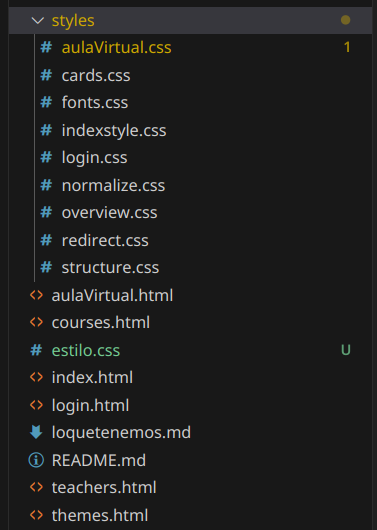 styles
# aulaVirtual.css 1
# cards.css
# fonts.css
# indexstyle.css
# login.css
# normalize.css
# overview.css
# redirect.css
# structure.css
<> aulaVirtual.html
<> courses.html
# estilo.css U
<> index.html
<> login.html
loquetenemos.md
README.md
<> teachers.html
<> themes.html